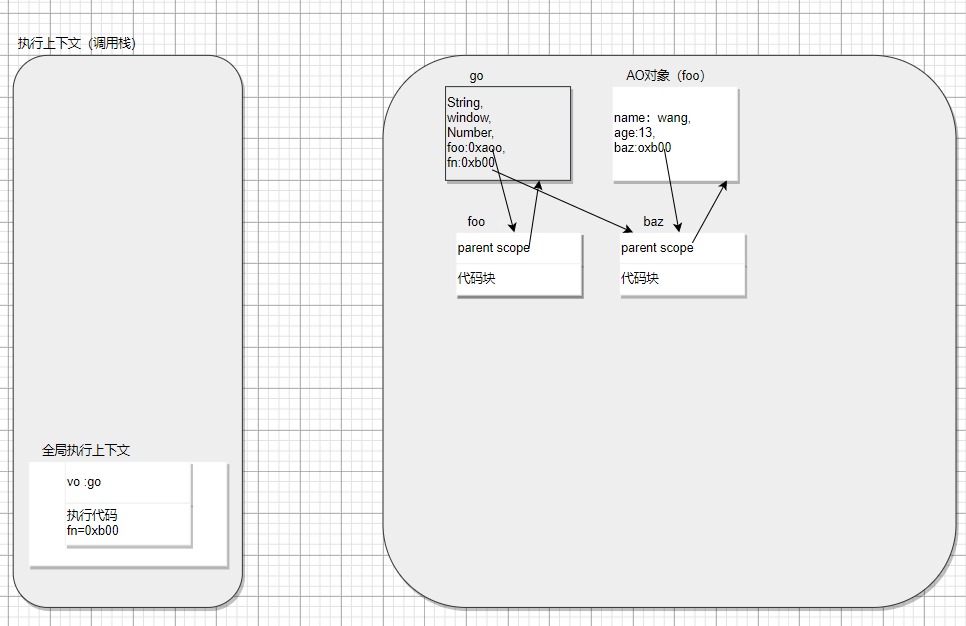 执行上下文（调用栈）
go
String,
window,
Number,
foo:0xaoo,
fn:0xb00
AO对象（foo）
name：wang,
age:13,
baz:oxb00
foo
parent scope
代码块
baz
parent scope
代码块
全局执行上下文
vo :go
执行代码
fn=0xb00